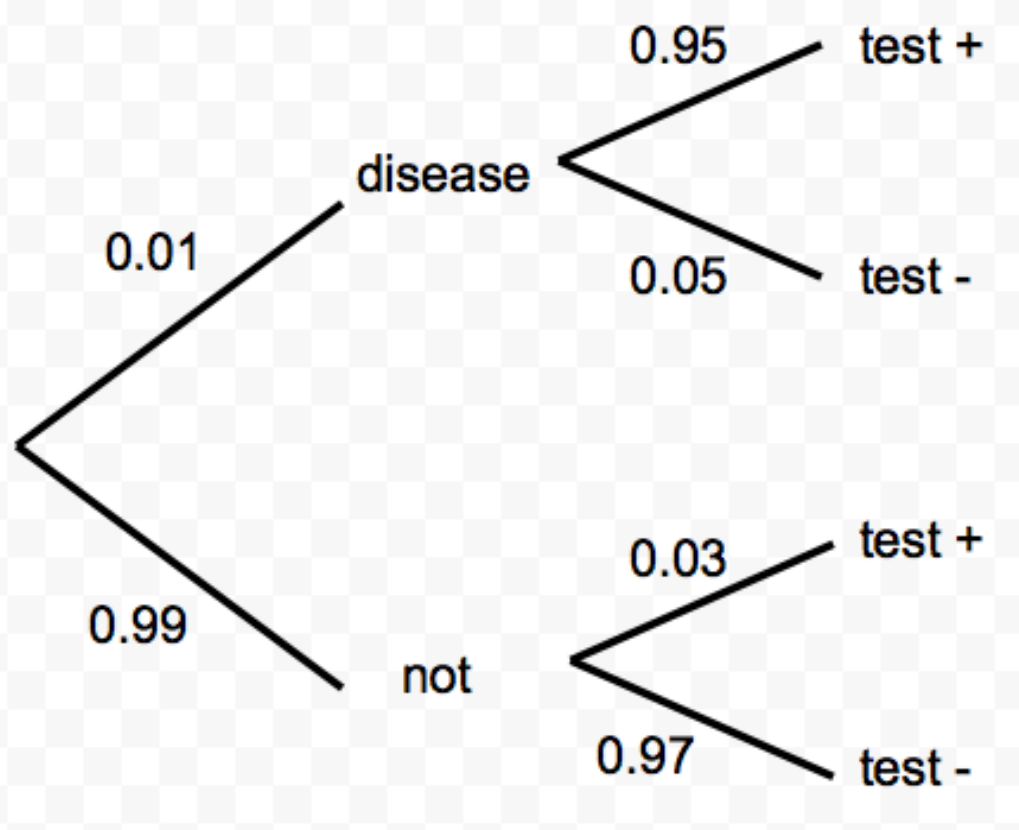 0.95 test +
disease
0.01
0.05 test -
0.03 test +
0.99
not
0.97 test -